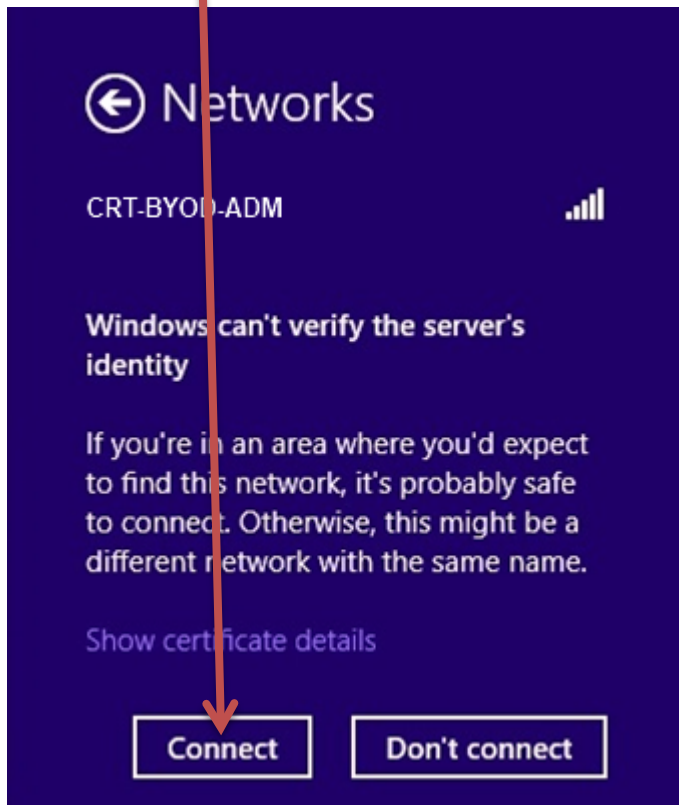 Networks
CRT-BYOD-ADM
Windows can't verify the server's
identity
If you're in an area where you'd expect
to find this network, it's probably safe
to connect. Otherwise, this might be a
different network with the same name.
Show certificate details
Connect Don't connect